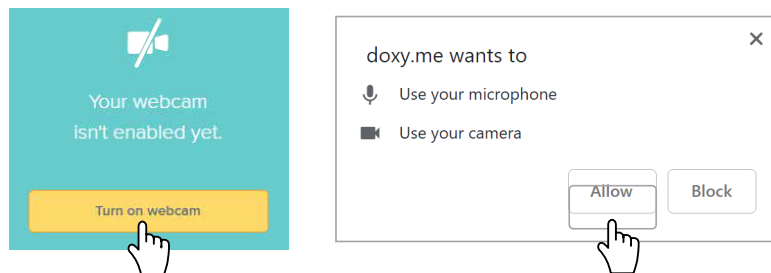 Your webcam
isn't enabled yet.
Turn on webcam
doxy.me wants to
Use your microphone
Use your camera
Allow
Block